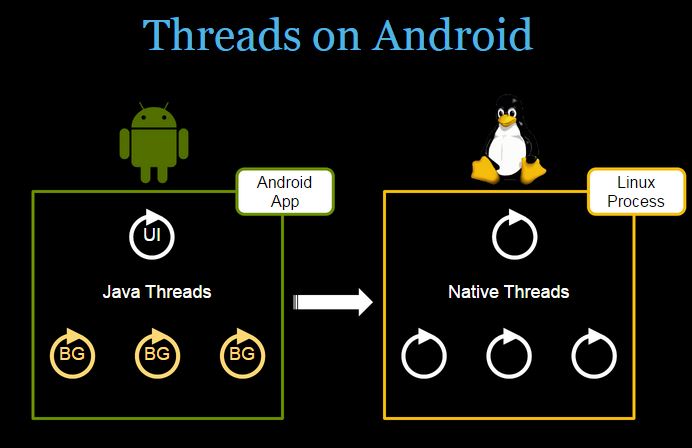 Threads on Android
Android
App
Linux
Process
UI
Java Threads
Native Threads
BG
BG
BG